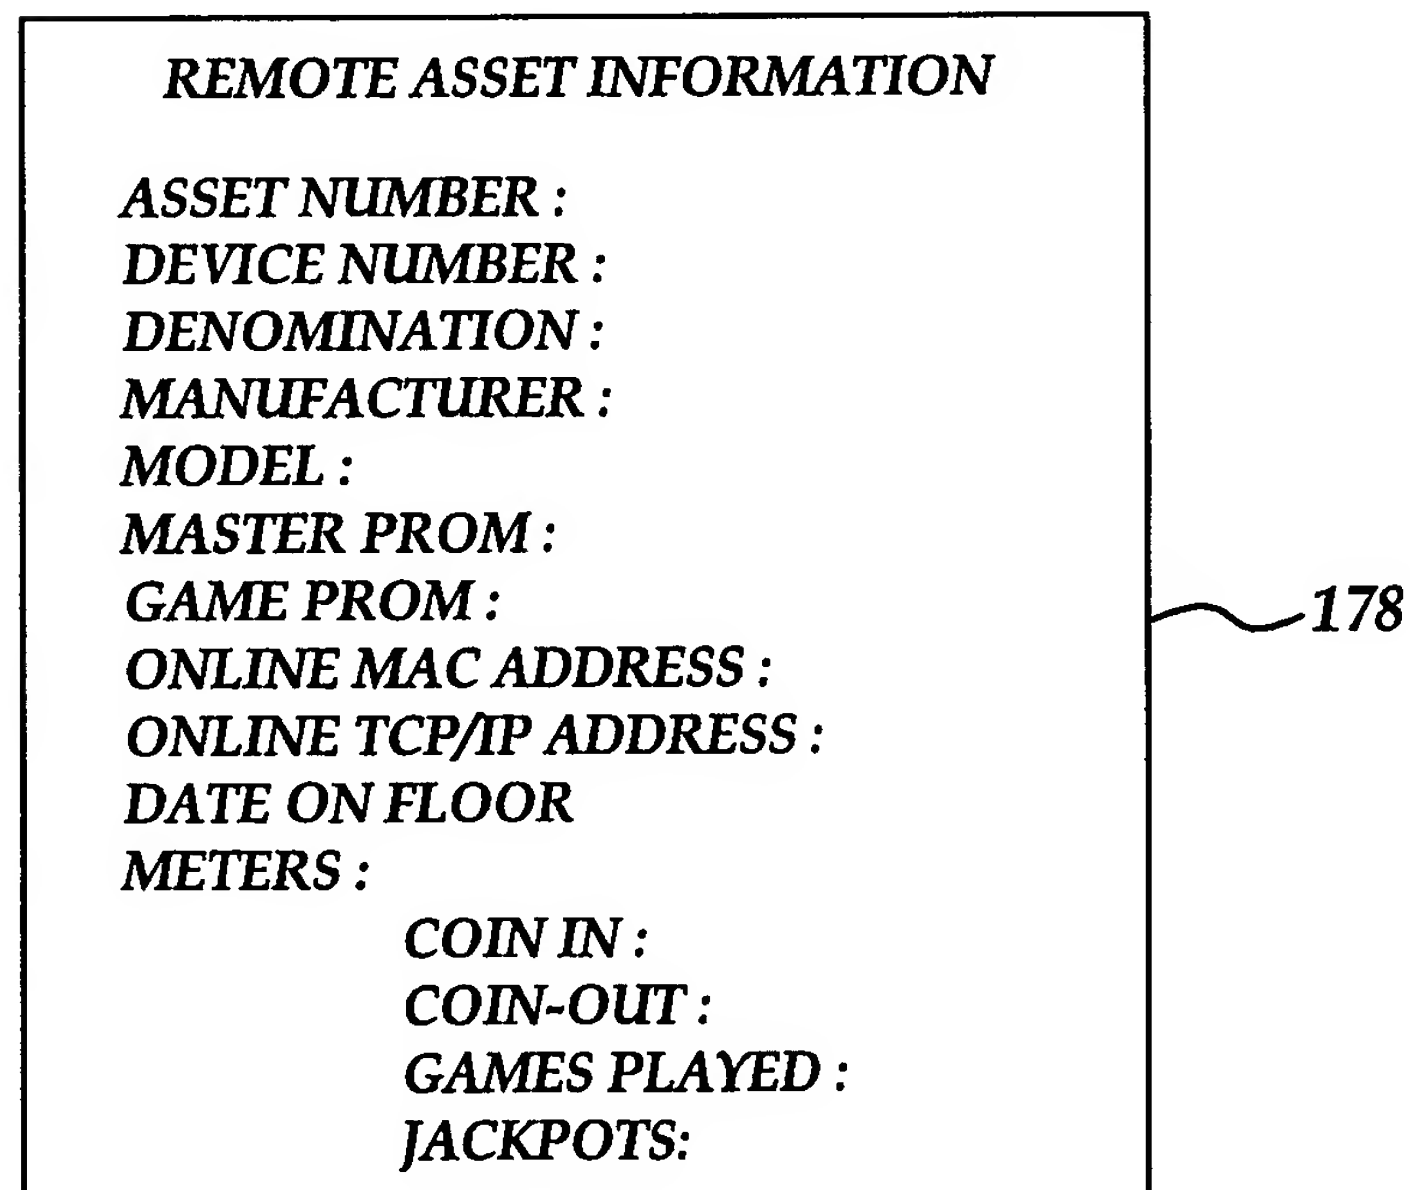 REMOTE ASSET INFORMATION
ASSET NUMBER :
DEVICE NUMBER :
DENOMINATION :
MANUFACTURER :
MODEL :
MASTER PROM :
GAME PROM :
178
ONLINE MAC ADDRESS :
ONLINE TCP/IP ADDRESS :
DATE ON FLOOR
METERS :
COIN IN :
COIN-OUT :
GAMES PLAYED :
JACKPOTS: